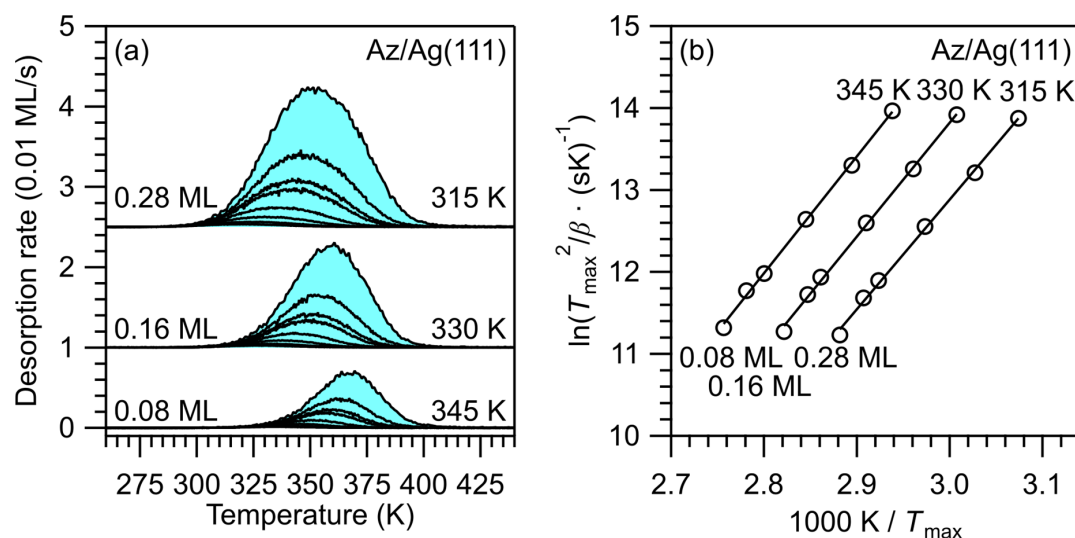 (a) Az/Ag(111)
5
4
3
2
1
0
Desorption rate (0.01 ML/s)
0.28 ML 315 K
0.16 ML 330 K
0.08 ML 345 K
275 300 325 350 375 400 425
Temperature (K)
(b) Az/Ag(111)
345 K 330 K 315 K
15
14
13
12
11
10
ln(T_max²/β · (sK)⁻¹)
0.08 ML 0.28 ML
0.16 ML
2.7 2.8 2.9 3.0 3.1
1000 K / T_max